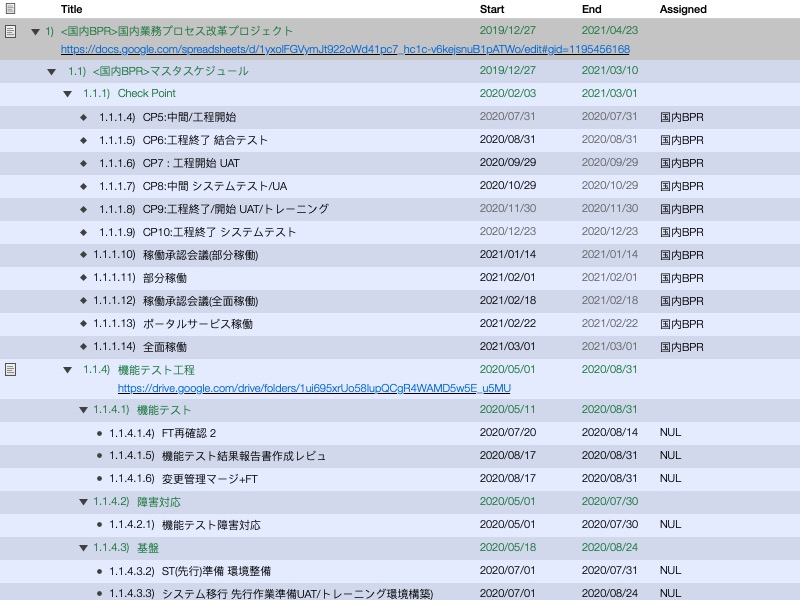 Title Start End Assigned
1) <国内BPR>国内業務プロセス改革プロジェクト 2019/12/27 2021/04/23
https://docs.google.com/spreadsheets/d/1yxolFGVymJt922oWd41pc7_hc1c-v6kejsnuB1pATWo/edit#gid=1195456168
1.1) <国内BPR>マスタスケジュール 2019/12/27 2021/03/10
1.1.1) Check Point 2020/02/03 2021/03/01
1.1.1.4) CP5:中間/工程開始 2020/07/31 2020/07/31 国内BPR
1.1.1.5) CP6:工程終了 結合テスト 2020/08/31 2020/08/31 国内BPR
1.1.1.6) CP7 : 工程開始 UAT 2020/09/29 2020/09/29 国内BPR
1.1.1.7) CP8:中間 システムテスト/UA 2020/10/29 2020/10/29 国内BPR
1.1.1.8) CP9:工程終了/開始 UAT/トレーニング 2020/11/30 2020/11/30 国内BPR
1.1.1.9) CP10:工程終了 システムテスト 2020/12/23 2020/12/23 国内BPR
1.1.1.10) 稼働承認会議(部分稼働) 2021/01/14 2021/01/14 国内BPR
1.1.1.11) 部分稼働 2021/02/01 2021/02/01 国内BPR
1.1.1.12) 稼働承認会議(全面稼働) 2021/02/18 2021/02/18 国内BPR
1.1.1.13) ポータルサービス稼働 2021/02/22 2021/02/22 国内BPR
1.1.1.14) 全面稼働 2021/03/01 2021/03/01 国内BPR
1.1.4) 機能テスト工程 2020/05/01 2020/08/31
https://drive.google.com/drive/folders/1ui695xrUo58lupQCgR4WAMD5w5E_u5MU
1.1.4.1) 機能テスト 2020/05/11 2020/08/31
1.1.4.1.4) FT再確認 2 2020/07/20 2020/08/14 NUL
1.1.4.1.5) 機能テスト結果報告書作成レビュ 2020/08/17 2020/08/31 NUL
1.1.4.1.6) 変更管理マージ+FT 2020/08/17 2020/08/31 NUL
1.1.4.2) 障害対応 2020/05/01 2020/07/30
1.1.4.2.1) 機能テスト障害対応 2020/05/01 2020/07/30 NUL
1.1.4.3) 基盤 2020/05/18 2020/08/24
1.1.4.3.2) ST(先行)準備 環境整備 2020/07/01 2020/07/31 NUL
1.1.4.3.3) システム移行 先行作業準備UAT/トレーニング環境構築) 2020/07/01 2020/08/24 NUL